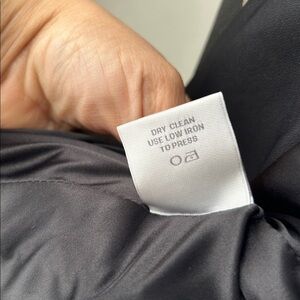 DRY CLEAN
USE LOW IRON
TO PRESS